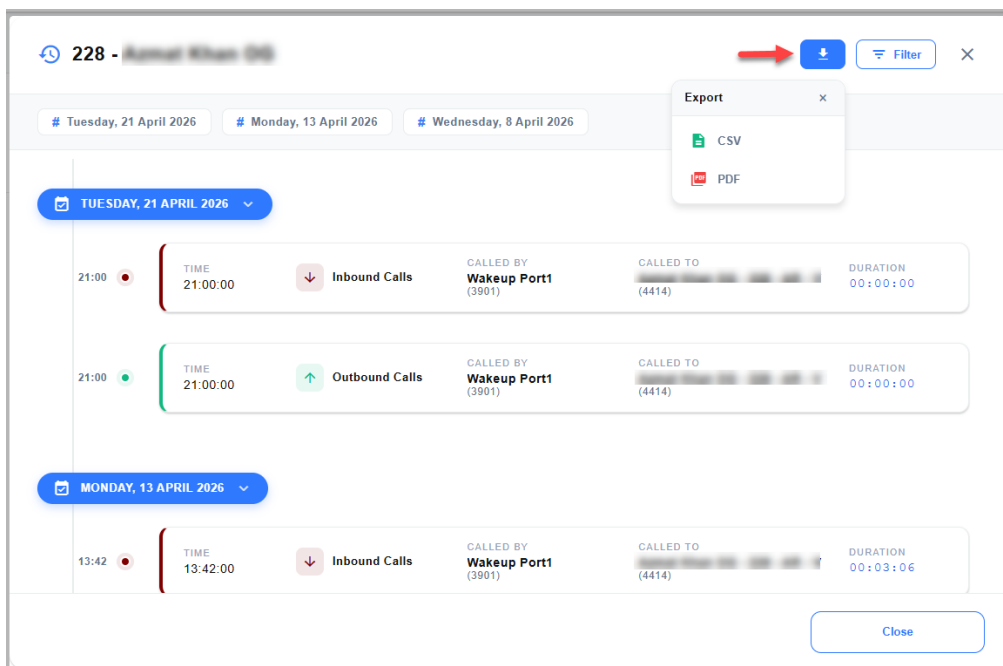 228 -
Filter
Export
CSV
PDF
# Tuesday, 21 April 2026
# Monday, 13 April 2026
# Wednesday, 8 April 2026
TUESDAY, 21 APRIL 2026
21:00
TIME
21:00:00
Inbound Calls
CALLED BY
Wakeup Port1
(3901)
CALLED TO
(4414)
DURATION
00:00:00
21:00
TIME
21:00:00
Outbound Calls
CALLED BY
Wakeup Port1
(3901)
CALLED TO
(4414)
DURATION
00:00:00
MONDAY, 13 APRIL 2026
13:42
TIME
13:42:00
Inbound Calls
CALLED BY
Wakeup Port1
(3901)
CALLED TO
(4414)
DURATION
00:03:06
Close